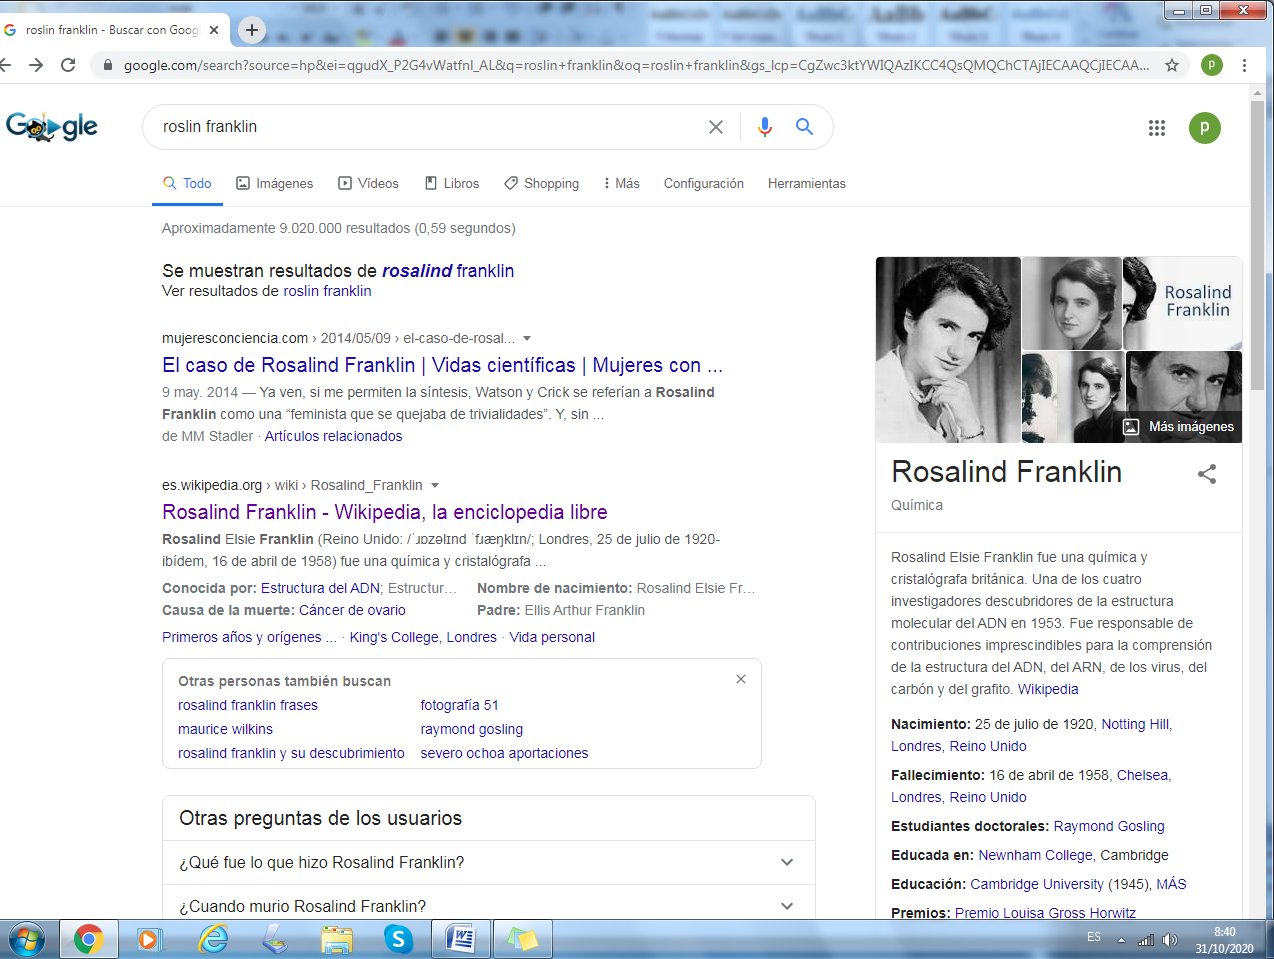 roslin franklin - Buscar con Goog
google.com/search?source=hp&ei=qgudX_P2G4vWatfnl_AL&q=roslin+franklin&oq=roslin+franklin&gs_lcp=CgZwc3ktYWIQAzIKCC4QsQMQChCTAjIECAAQCjIECAA...
P
Google
roslin franklin
p
Todo
Imágenes
Vídeos
Libros
Shopping
Más
Configuración
Herramientas
Aproximadamente 9.020.000 resultados (0,59 segundos)
Se muestran resultados de rosalind franklin
Ver resultados de roslin franklin
mujeresconciencia.com › 2014/05/09 › el-caso-de-rosal...
El caso de Rosalind Franklin | Vidas científicas | Mujeres con ...
9 may. 2014 — Ya ven, si me permiten la síntesis, Watson y Crick se referían a Rosalind
Franklin como una “feminista que se quejaba de trivialidades”. Y, sin ...
de MM Stadler · Artículos relacionados
es.wikipedia.org › wiki › Rosalind_Franklin
Rosalind Franklin - Wikipedia, la enciclopedia libre
Rosalind Elsie Franklin (Reino Unido: /ˈɹɒzəlɪnd ˈfɹæŋklɪn/; Londres, 25 de julio de 1920-
ibídem, 16 de abril de 1958) fue una química y cristalógrafa ...
Conocida por: Estructura del ADN; Estructur…
Nombre de nacimiento: Rosalind Elsie Fr…
Causa de la muerte: Cáncer de ovario
Padre: Ellis Arthur Franklin
Primeros años y orígenes ... · King's College, Londres · Vida personal
Otras personas también buscan
rosalind franklin frases
fotografía 51
maurice wilkins
raymond gosling
rosalind franklin y su descubrimiento
severo ochoa aportaciones
Otras preguntas de los usuarios
¿Qué fue lo que hizo Rosalind Franklin?
¿Cuando murio Rosalind Franklin?
Rosalind
Franklin
Más imágenes
Rosalind Franklin
Química
Rosalind Elsie Franklin fue una química y
cristalógrafa británica. Una de los cuatro
investigadores descubridores de la estructura
molecular del ADN en 1953. Fue responsable de
contribuciones imprescindibles para la comprensión
de la estructura del ADN, del ARN, de los virus, del
carbón y del grafito. Wikipedia
Nacimiento: 25 de julio de 1920, Notting Hill,
Londres, Reino Unido
Fallecimiento: 16 de abril de 1958, Chelsea,
Londres, Reino Unido
Estudiantes doctorales: Raymond Gosling
Educada en: Newnham College, Cambridge
Educación: Cambridge University (1945), MÁS
Premios: Premio Louisa Gross Horwitz
ES
8:40
31/10/2020